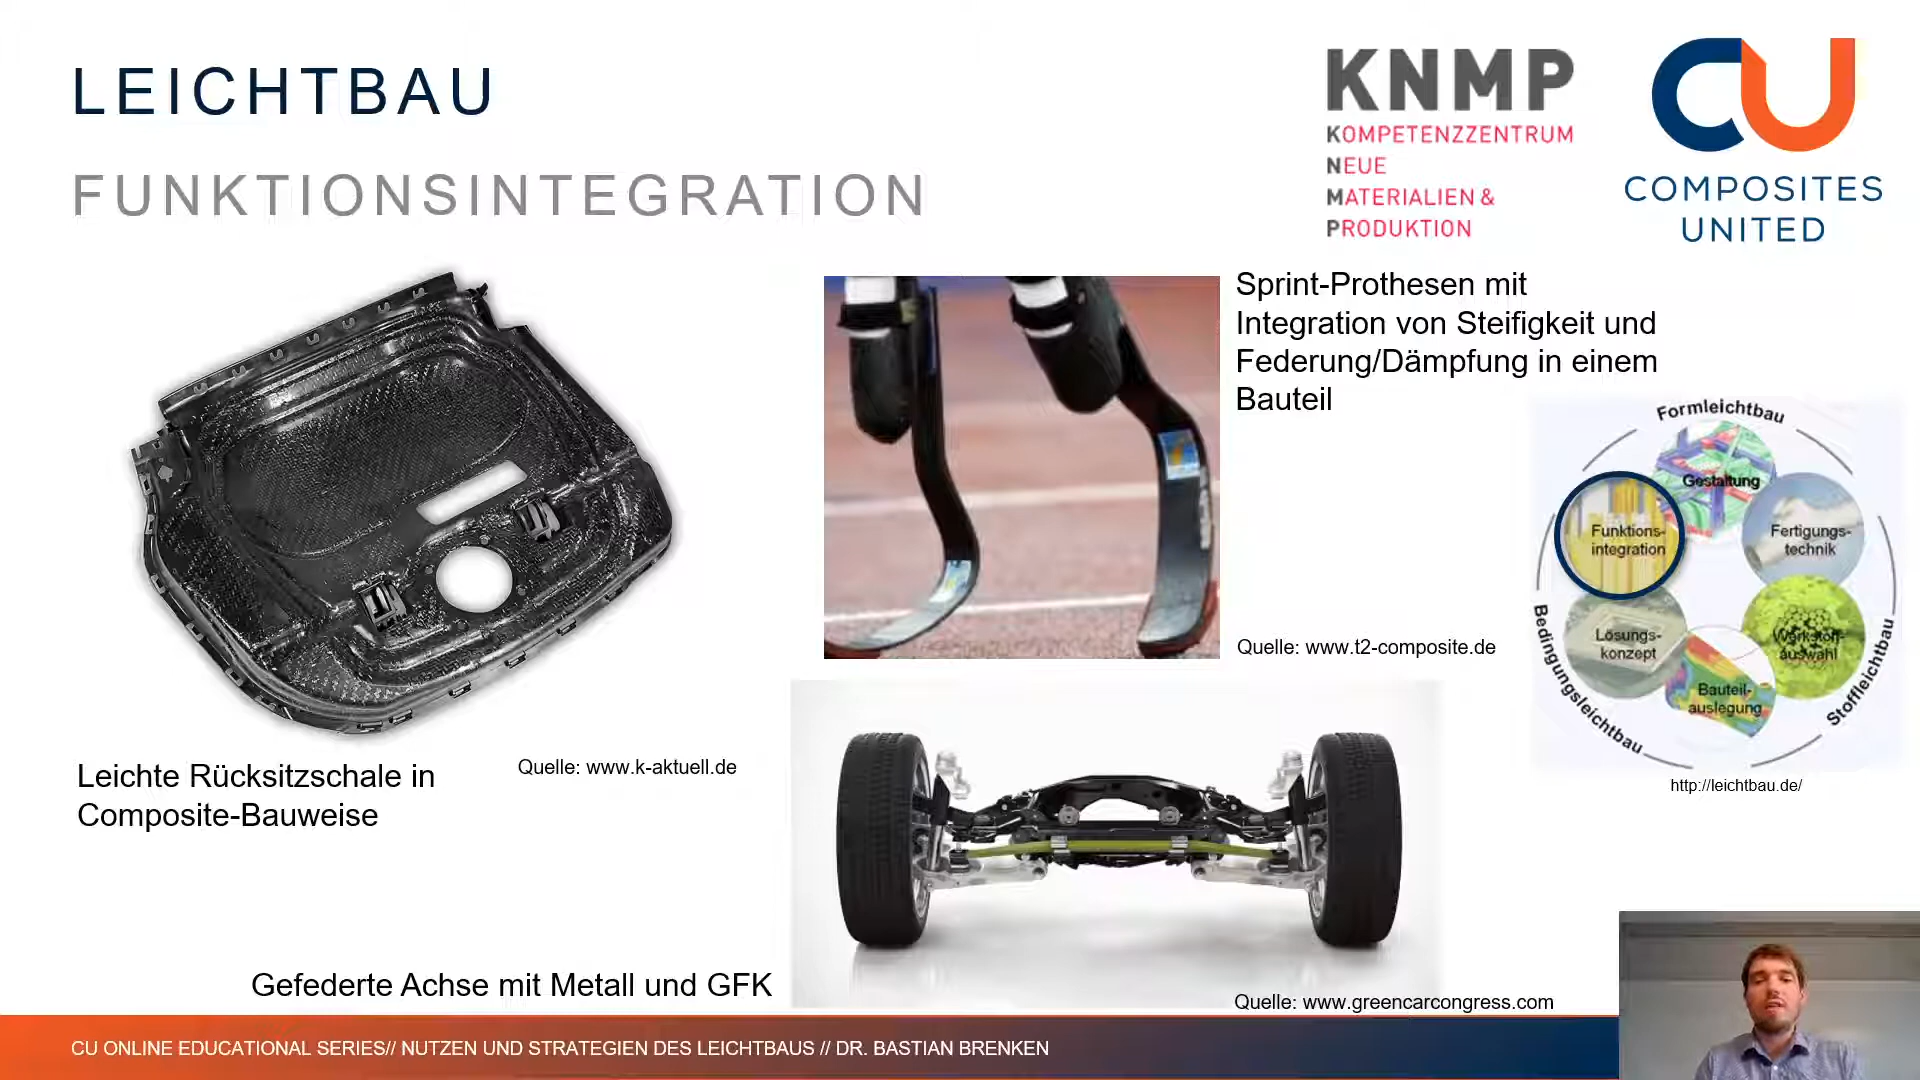 LEICHTBAU
FUNKTIONSINTEGRATION
KNMP
KOMPETENZZENTRUM
NEUE
MATERIALIEN &
PRODUKTION
CU
COMPOSITES
UNITED
Sprint-Prothesen mit
Integration von Steifigkeit und
Federung/Dämpfung in einem
Bauteil
Quelle: www.t2-composite.de
Formleichtbau
Gestaltung
Funktions-
integration
Fertigungs-
technik
Lösungs-
konzept
Werkstoff-
auswahl
Bauteil-
auslegung
Bedingungsleichtbau
Stoffleichtbau
http://leichtbau.de/
Leichte Rücksitzschale in
Composite-Bauweise
Quelle: www.k-aktuell.de
Gefederte Achse mit Metall und GFK
Quelle: www.greencarcongress.com
CU ONLINE EDUCATIONAL SERIES// NUTZEN UND STRATEGIEN DES LEICHTBAUS // DR. BASTIAN BRENKEN